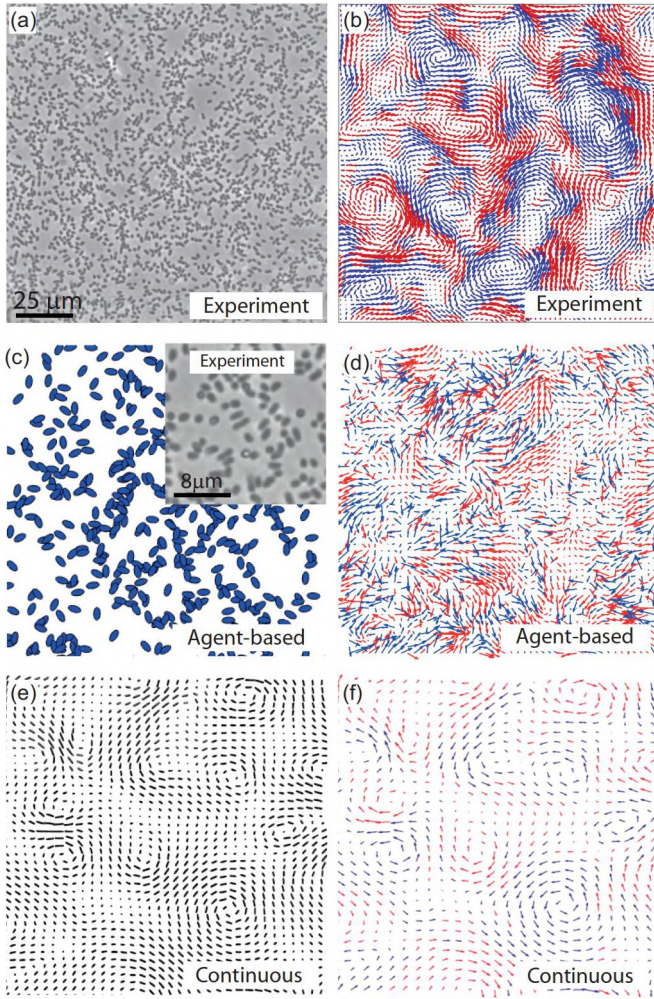 (a)
25 μm
Experiment
(b)
Experiment
(c)
Experiment
8μm
Agent-based
(d)
Agent-based
(e)
Continuous
(f)
Continuous